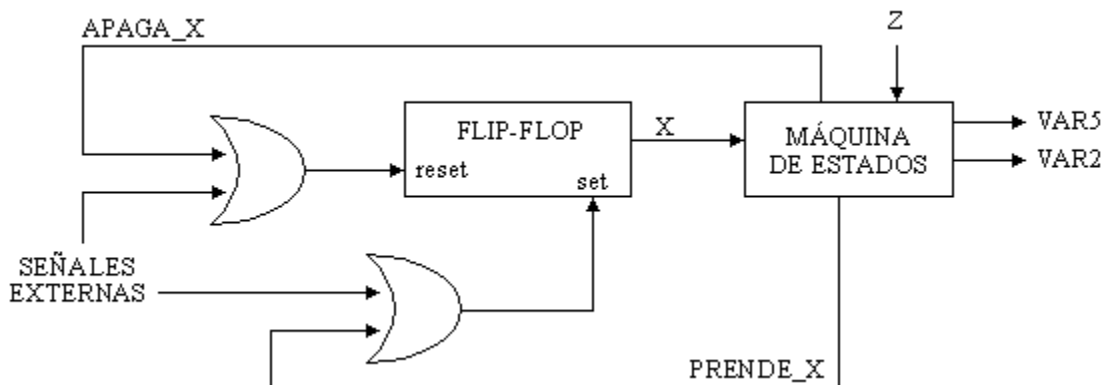 APAGA_X
Z
FLIP-FLOP
X
MÁQUINA
DE ESTADOS
VAR5
VAR2
reset
set
SEÑALES
EXTERNAS
PRENDE_X